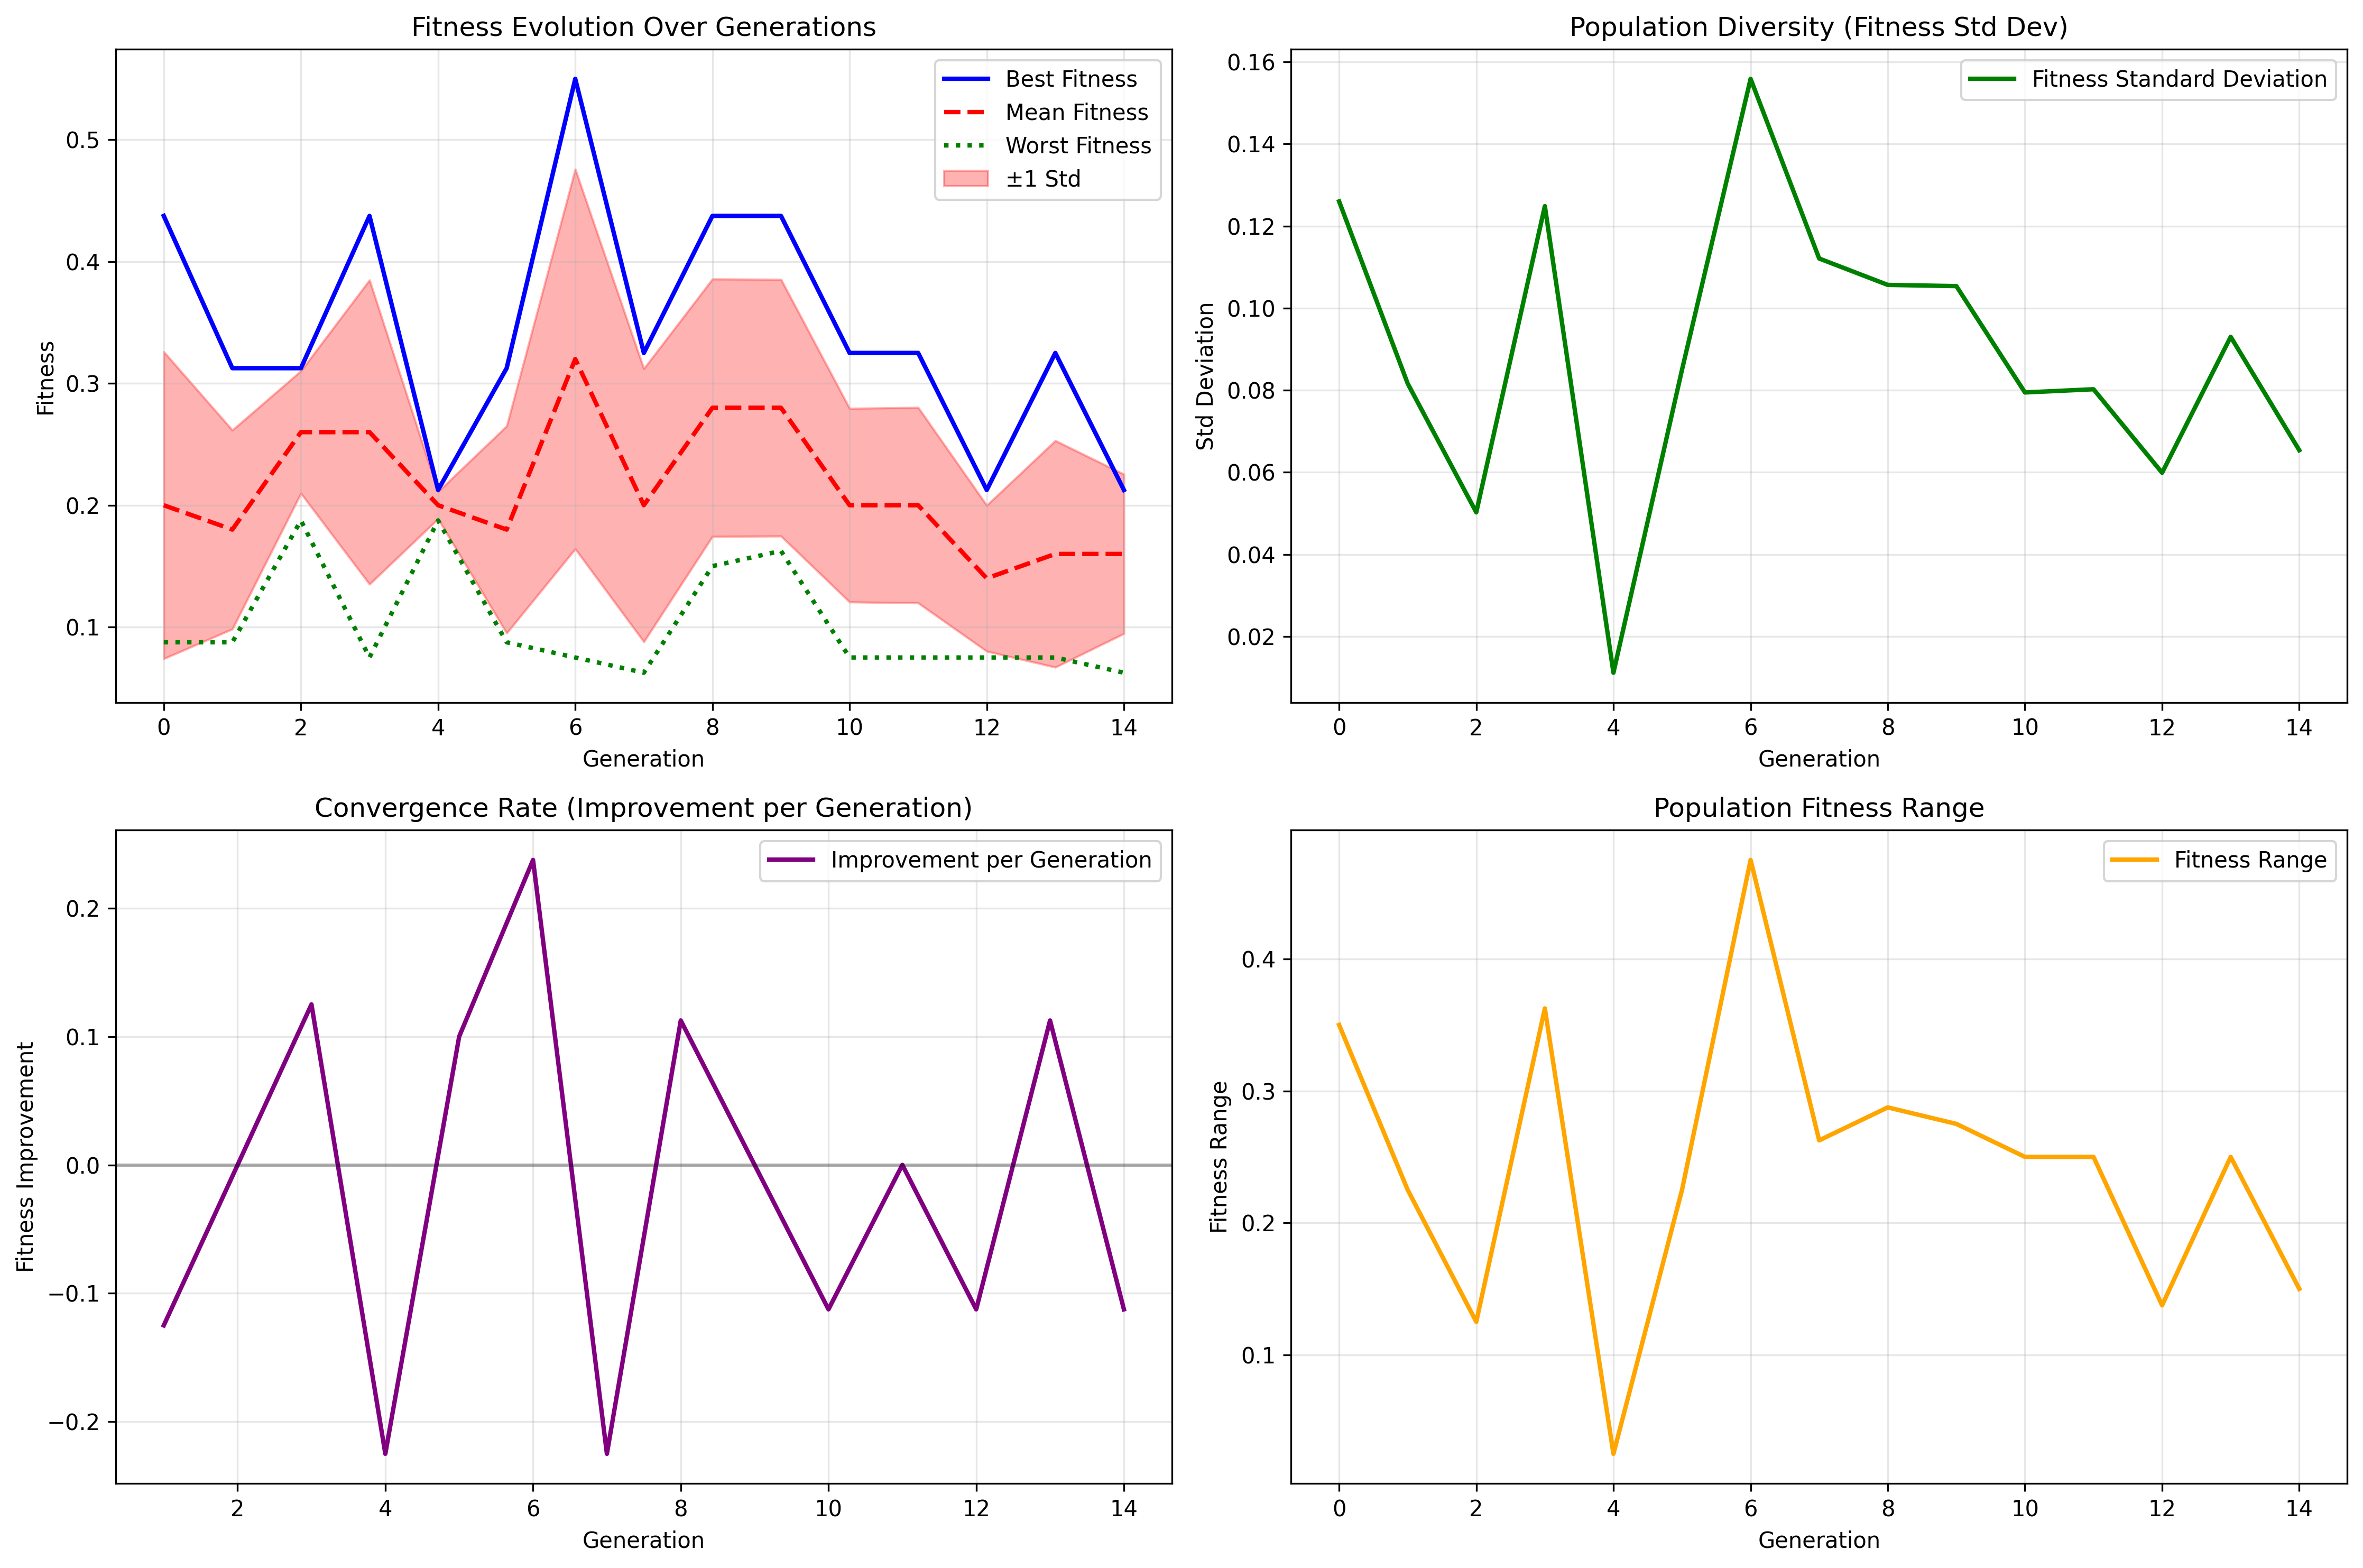 Fitness Evolution Over Generations
Best Fitness
Mean Fitness
Worst Fitness
±1 Std
Fitness
0.5
0.4
0.3
0.2
0.1
0 2 4 6 8 10 12 14
Generation
Population Diversity (Fitness Std Dev)
Fitness Standard Deviation
Std Deviation
0.16
0.14
0.12
0.10
0.08
0.06
0.04
0.02
0 2 4 6 8 10 12 14
Generation
Convergence Rate (Improvement per Generation)
Improvement per Generation
Fitness Improvement
0.2
0.1
0.0
−0.1
−0.2
2 4 6 8 10 12 14
Generation
Population Fitness Range
Fitness Range
Fitness Range
0.4
0.3
0.2
0.1
0 2 4 6 8 10 12 14
Generation